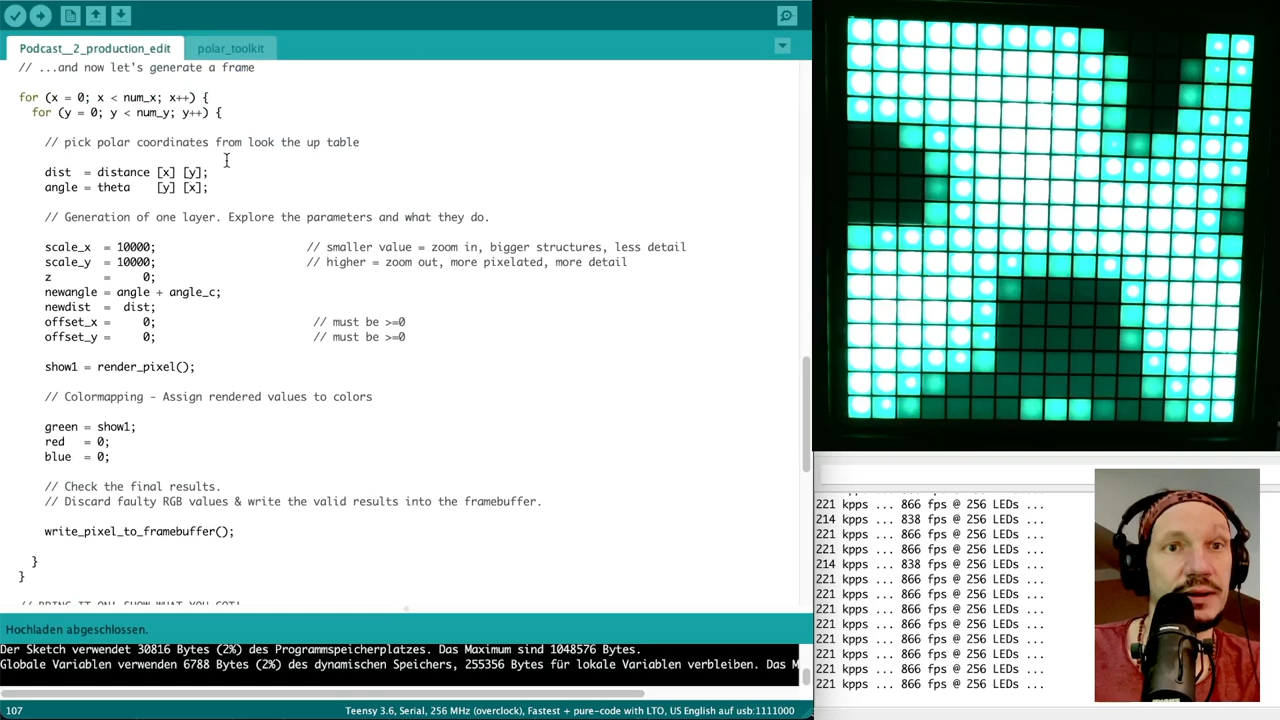 Podcast__2_production_edit
polar_toolkit
// ...and now let's generate a frame
for (x = 0; x < num_x; x++) {
for (y = 0; y < num_y; y++) {
// pick polar coordinates from look the up table
dist  = distance [x] [y];
angle = theta    [y] [x];
// Generation of one layer. Explore the parameters and what they do.
scale_x  = 10000;                       // smaller value = zoom in, bigger structures, less detail
scale_y  = 10000;                       // higher = zoom out, more pixelated, more detail
z        =     0;
newangle = angle + angle_c;
newdist  =  dist;
offset_x =     0;                        // must be >=0
offset_y =     0;                        // must be >=0
show1 = render_pixel();
// Colormapping - Assign rendered values to colors
green = show1;
red   = 0;
blue  = 0;
// Check the final results.
// Discard faulty RGB values & write the valid results into the framebuffer.
write_pixel_to_framebuffer();
}
}
// BRING IT ON! SHOW WHAT YOU GOT!
Hochladen abgeschlossen.
Der Sketch verwendet 30816 Bytes (2%) des Programmspeicherplatzes. Das Maximum sind 1048576 Bytes.
Globale Variablen verwenden 6788 Bytes (2%) des dynamischen Speichers, 255356 Bytes für lokale Variablen verbleiben. Das M
107
Teensy 3.6, Serial, 256 MHz (overclock), Fastest + pure-code with LTO, US English auf usb:1111000
221 kpps ... 866 fps @ 256 LEDs ...
214 kpps ... 838 fps @ 256 LEDs ...
221 kpps ... 866 fps @ 256 LEDs ...
221 kpps ... 866 fps @ 256 LEDs ...
214 kpps ... 838 fps @ 256 LEDs ...
221 kpps ... 866 fps @ 256 LEDs ...
221 kpps ... 866 fps @ 256 LEDs ...
221 kpps ... 866 fps @ 256 LEDs ...
221 kpps ... 866 fps @ 256 LEDs ...
221 kpps ... 866 fps @ 256 LEDs ...
221 kpps ... 866 fps @ 256 LEDs ...
221 kpps ... 866 fps @ 256 LEDs ...
221 kpps ... 866 fps @ 256 LEDs ...